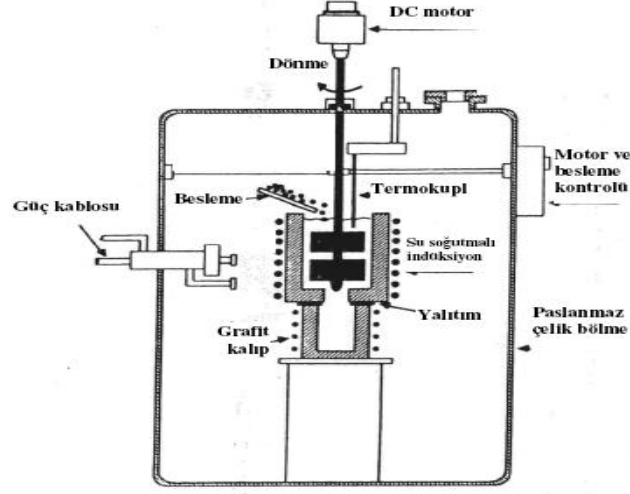 DC motor
Dönme
Motor ve
besleme
kontrolü
Besleme
Termokupl
Güç kablosu
Su soğutmalı
indüksiyon
Grafit
kalıp
Yalıtım
Paslanmaz
çelik bölme